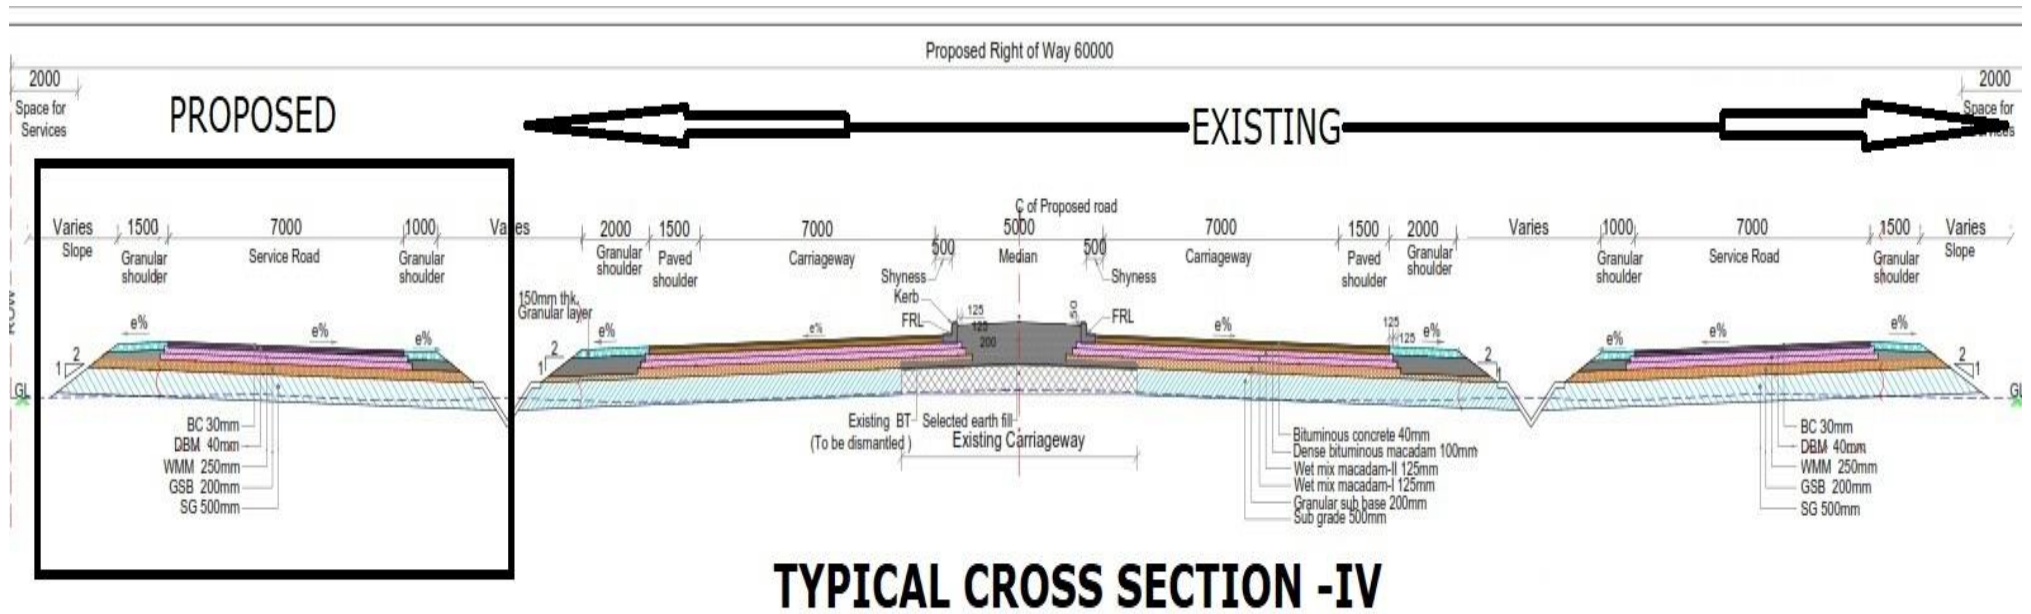 Proposed Right of Way 60000
2000
Space for
Services
PROPOSED
EXISTING
2000
Space for
Services
C of Proposed road
Varies
Slope
1500
Granular
shoulder
7000
Service Road
1000
Granular
shoulder
Varies
2000
Granular
shoulder
1500
Paved
shoulder
7000
Carriageway
500
Shyness
5000
Median
500
Shyness
7000
Carriageway
1500
Paved
shoulder
2000
Granular
shoulder
Varies
1000
Granular
shoulder
7000
Service Road
1500
Granular
shoulder
Varies
Slope
150mm thk.
Granular layer
Kerb
FRL
125
125
200
FRL
125
125
e%
e%
e%
e%
e%
e%
e%
e%
e%
e%
1
2
1
2
2
1
2
1
ROW
GL
GL
BC 30mm
DBM 40mm
WMM 250mm
GSB 200mm
SG 500mm
Existing BT
(To be dismantled )
Selected earth fill
Existing Carriageway
Bituminous concrete 40mm
Dense bituminous macadam 100mm
Wet mix macadam-II 125mm
Wet mix macadam-I 125mm
Granular sub base 200mm
Sub grade 500mm
BC 30mm
DBM 40mm
WMM 250mm
GSB 200mm
SG 500mm
TYPICAL CROSS SECTION -IV